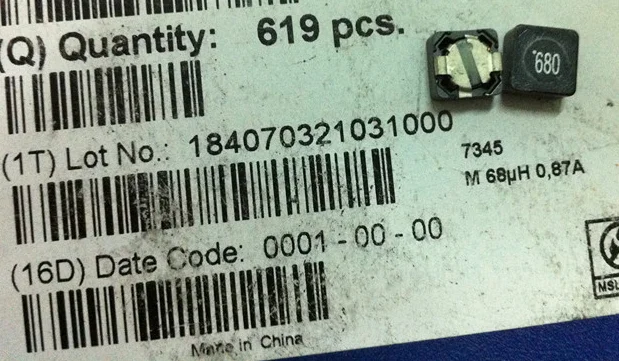 (Q) Quantity: 619 pcs.
680
(1T) Lot No.: 184070321031000
7345
M 68µH 0,87A
(16D) Date Code: 0001 - 00 - 00
Made in China